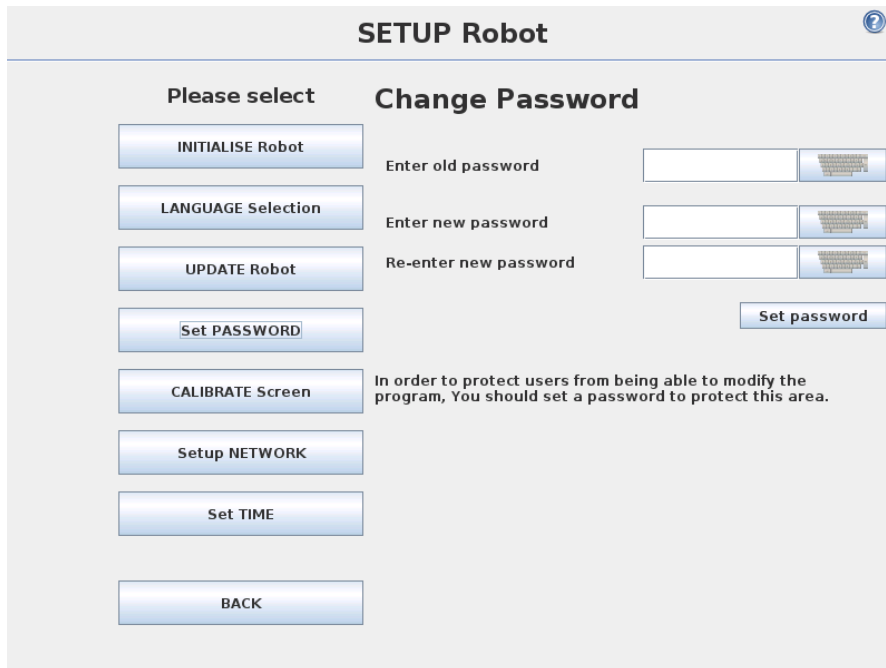 SETUP Robot
?
Please select
INITIALISE Robot
LANGUAGE Selection
UPDATE Robot
Set PASSWORD
CALIBRATE Screen
Setup NETWORK
Set TIME
BACK
Change Password
Enter old password
Enter new password
Re-enter new password
Set password
In order to protect users from being able to modify the
program, You should set a password to protect this area.